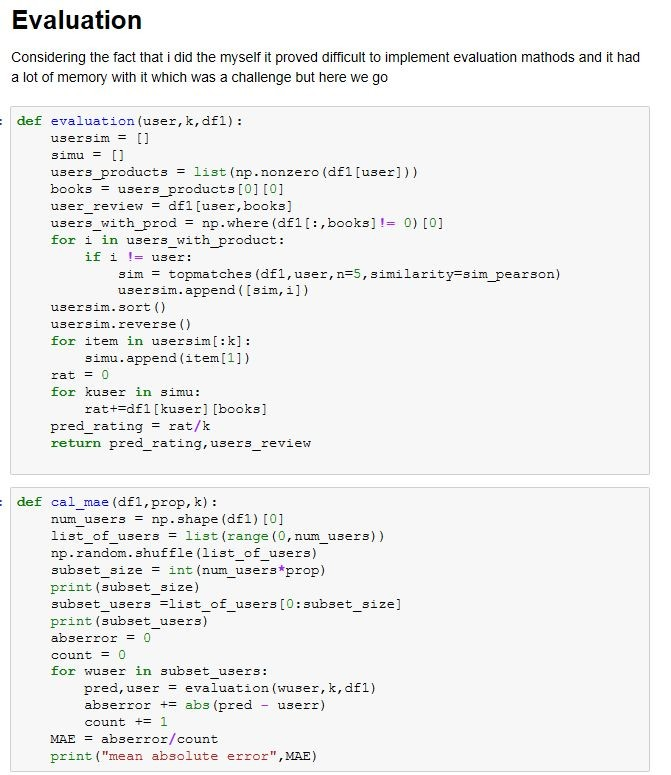 Evaluation
Considering the fact that i did the myself it proved difficult to implement evaluation mathods and it had
a lot of memory with it which was a challenge but here we go
: def evaluation(user,k,df1):
    usersim = []
    simu = []
    users_products = list(np.nonzero(df1[user]))
    books = users_products[0][0]
    user_review = df1[user,books]
    users_with_prod = np.where(df1[:,books]!= 0)[0]
    for i in users_with_product:
        if i != user:
            sim = topmatches(df1,user,n=5,similarity=sim_pearson)
            usersim.append([sim,i])
    usersim.sort()
    usersim.reverse()
    for item in usersim[:k]:
        simu.append(item[1])
    rat = 0
    for kuser in simu:
        rat+=df1[kuser][books]
    pred_rating = rat/k
    return pred_rating,users_review
: def cal_mae(df1,prop,k):
    num_users = np.shape(df1)[0]
    list_of_users = list(range(0,num_users))
    np.random.shuffle(list_of_users)
    subset_size = int(num_users*prop)
    print(subset_size)
    subset_users =list_of_users[0:subset_size]
    print(subset_users)
    abserror = 0
    count = 0
    for wuser in subset_users:
        pred,user = evaluation(wuser,k,df1)
        abserror += abs(pred - userr)
        count += 1
    MAE = abserror/count
    print("mean absolute error",MAE)